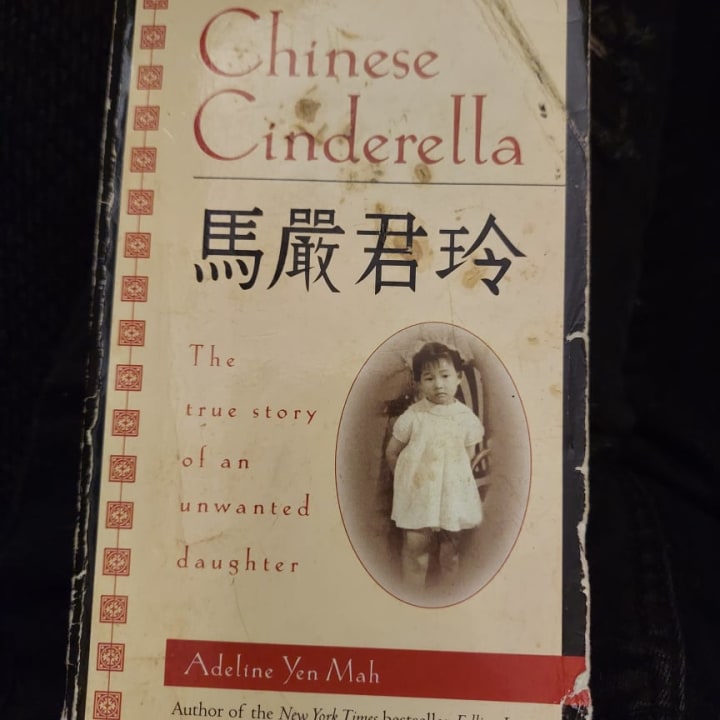 Chinese
Cinderella
馬嚴君玲
The
true story
of an
unwanted
daughter
Adeline Yen Mah
Author of the New York Times bestseller